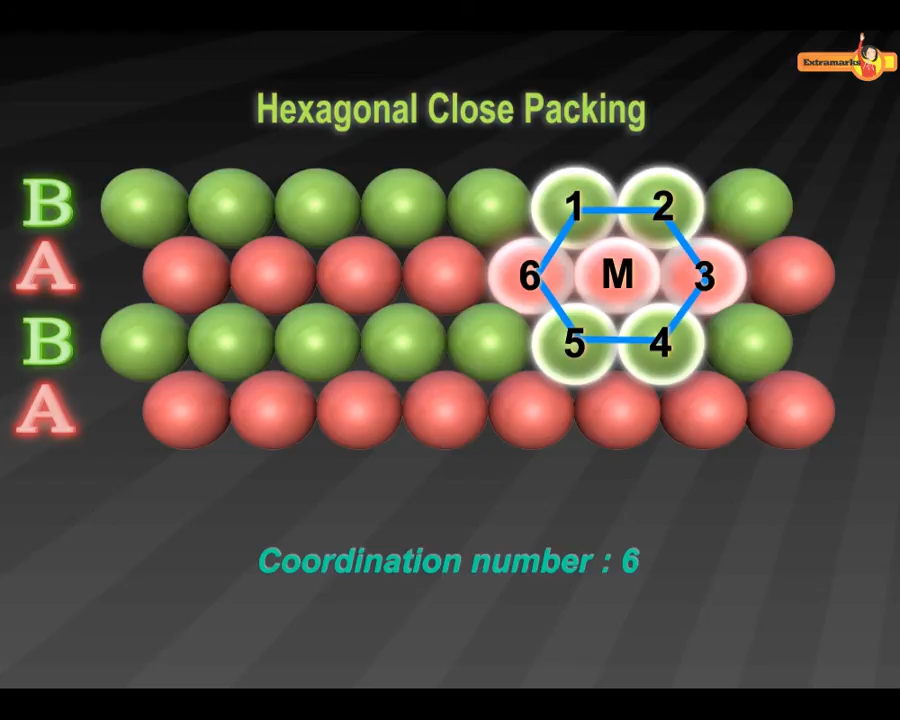 Extramarks
Hexagonal Close Packing
B
1 2
A
6 M 3
B
5 4
A
Coordination number : 6